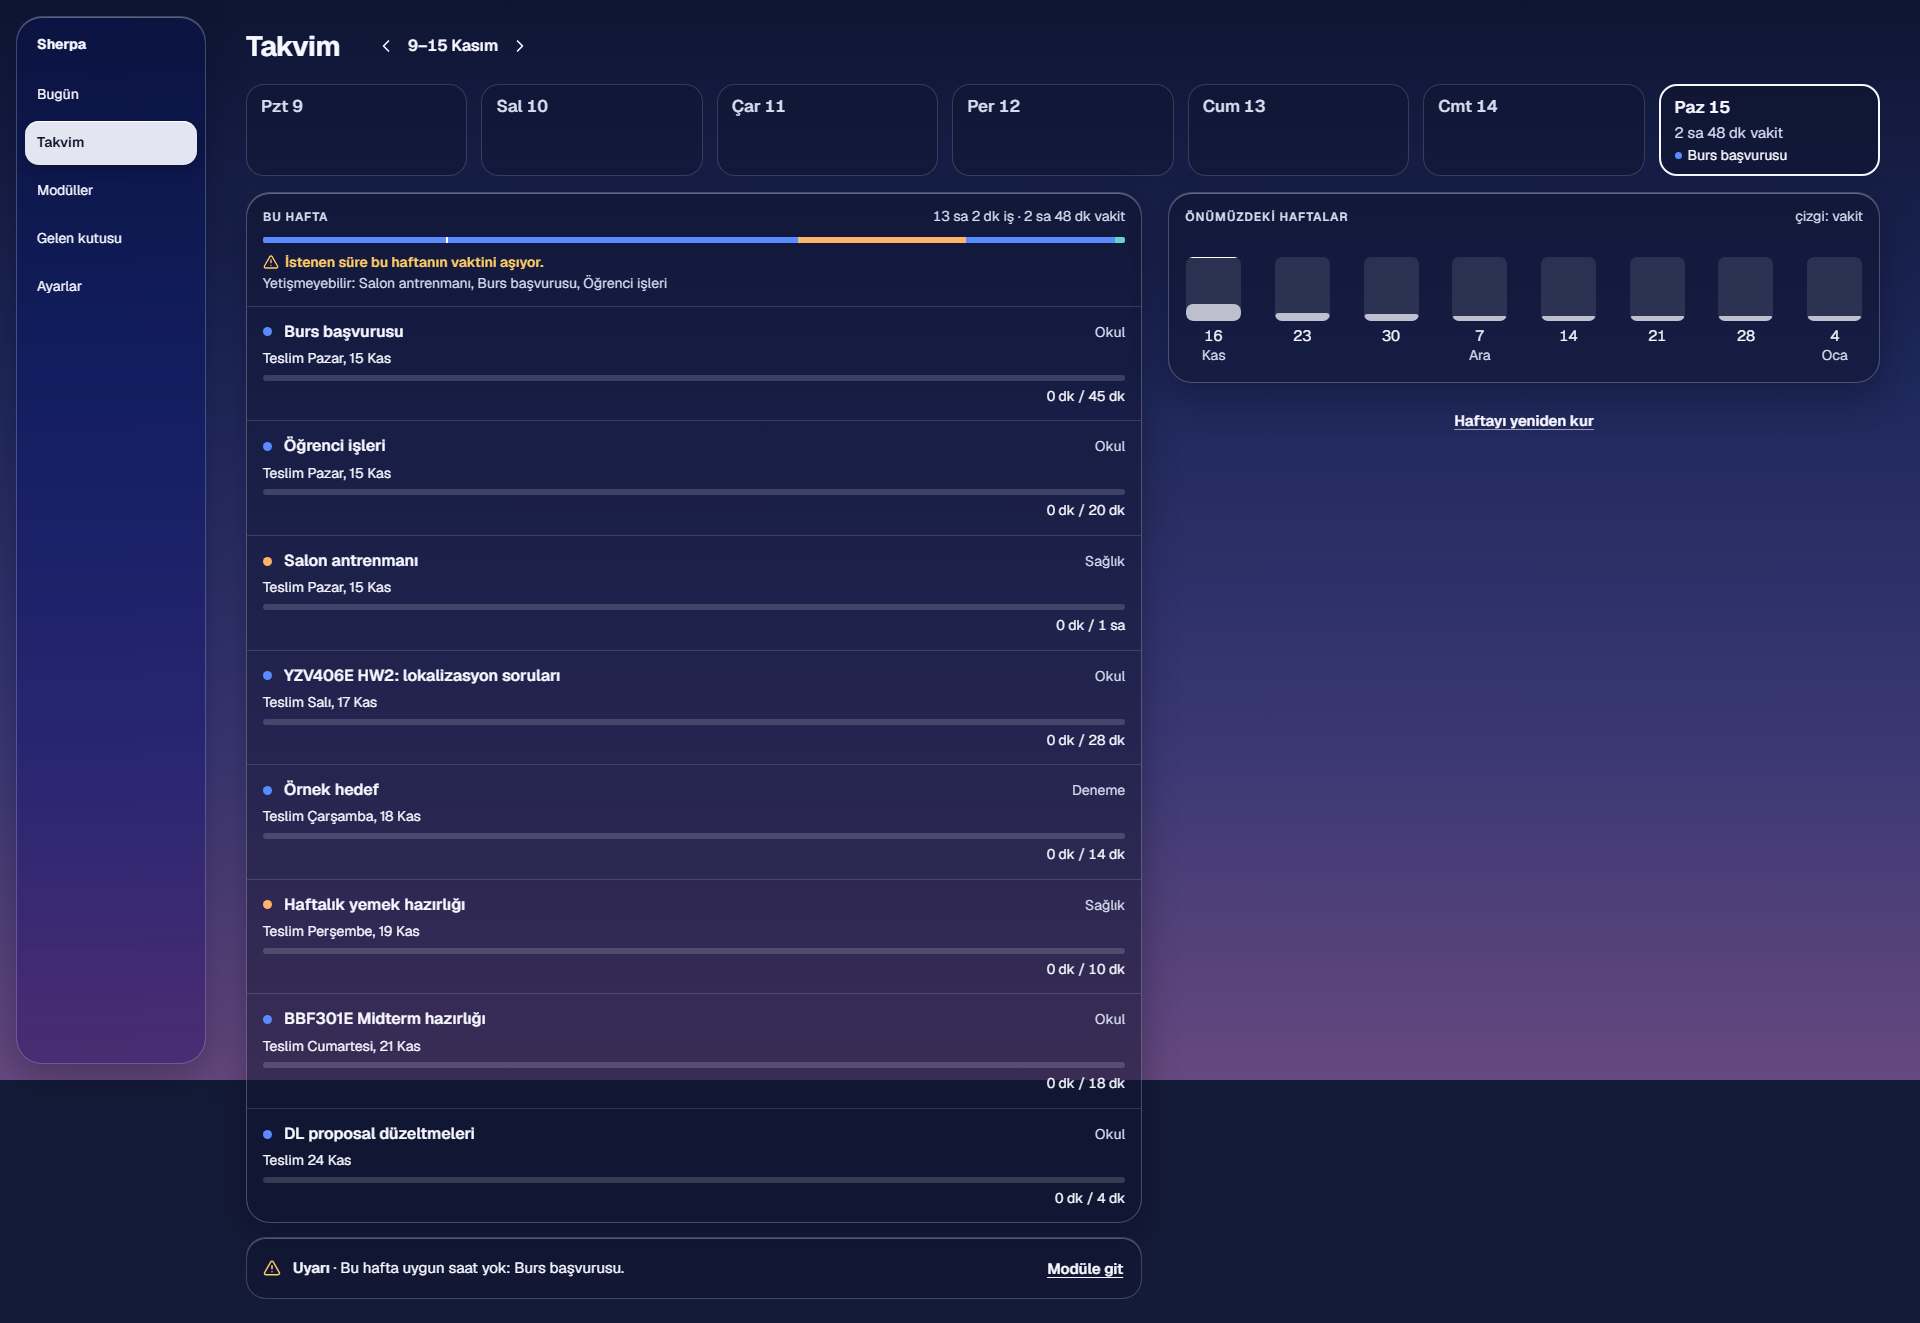 Sherpa
Bugün
Takvim
Modüller
Gelen kutusu
Ayarlar
Takvim
9–15 Kasım
Pzt 9
Sal 10
Çar 11
Per 12
Cum 13
Cmt 14
Paz 15
2 sa 48 dk vakit
Burs başvurusu
BU HAFTA
13 sa 2 dk iş · 2 sa 48 dk vakit
İstenen süre bu haftanın vaktini aşıyor.
Yetişmeyebilir: Salon antrenmanı, Burs başvurusu, Öğrenci işleri
Burs başvurusu
Okul
Teslim Pazar, 15 Kas
0 dk / 45 dk
Öğrenci işleri
Okul
Teslim Pazar, 15 Kas
0 dk / 20 dk
Salon antrenmanı
Sağlık
Teslim Pazar, 15 Kas
0 dk / 1 sa
YZV406E HW2: lokalizasyon soruları
Okul
Teslim Salı, 17 Kas
0 dk / 28 dk
Örnek hedef
Deneme
Teslim Çarşamba, 18 Kas
0 dk / 14 dk
Haftalık yemek hazırlığı
Sağlık
Teslim Perşembe, 19 Kas
0 dk / 10 dk
BBF301E Midterm hazırlığı
Okul
Teslim Cumartesi, 21 Kas
0 dk / 18 dk
DL proposal düzeltmeleri
Okul
Teslim 24 Kas
0 dk / 4 dk
Uyarı · Bu hafta uygun saat yok: Burs başvurusu.
Modüle git
ÖNÜMÜZDEKİ HAFTALAR
çizgi: vakit
16 23 30 7 14 21 28 4
Kas Ara Oca
Haftayı yeniden kur